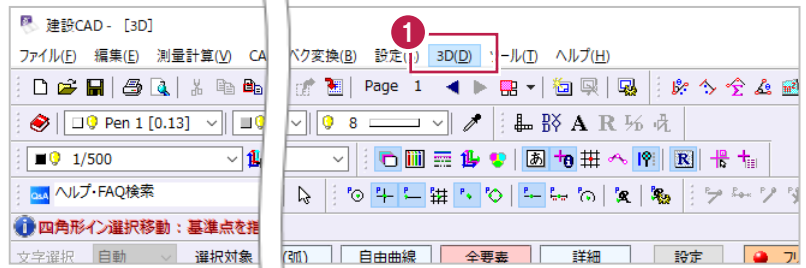 建設CAD - [3D]
1
ファイル(F) 編集(E) 測量計算(V) CA ベク変換(B) 設定( 3D(D) ール(T) ヘルプ(H)
Page 1
Pen 1 [0.13] 8 A R
1/500 あ R
Q&A ヘルプ・FAQ検索
四角形イン選択移動：基準点を指
文字選択 自動 選択対象 (弧) 自由曲線 全要素 詳細 設定 フリ